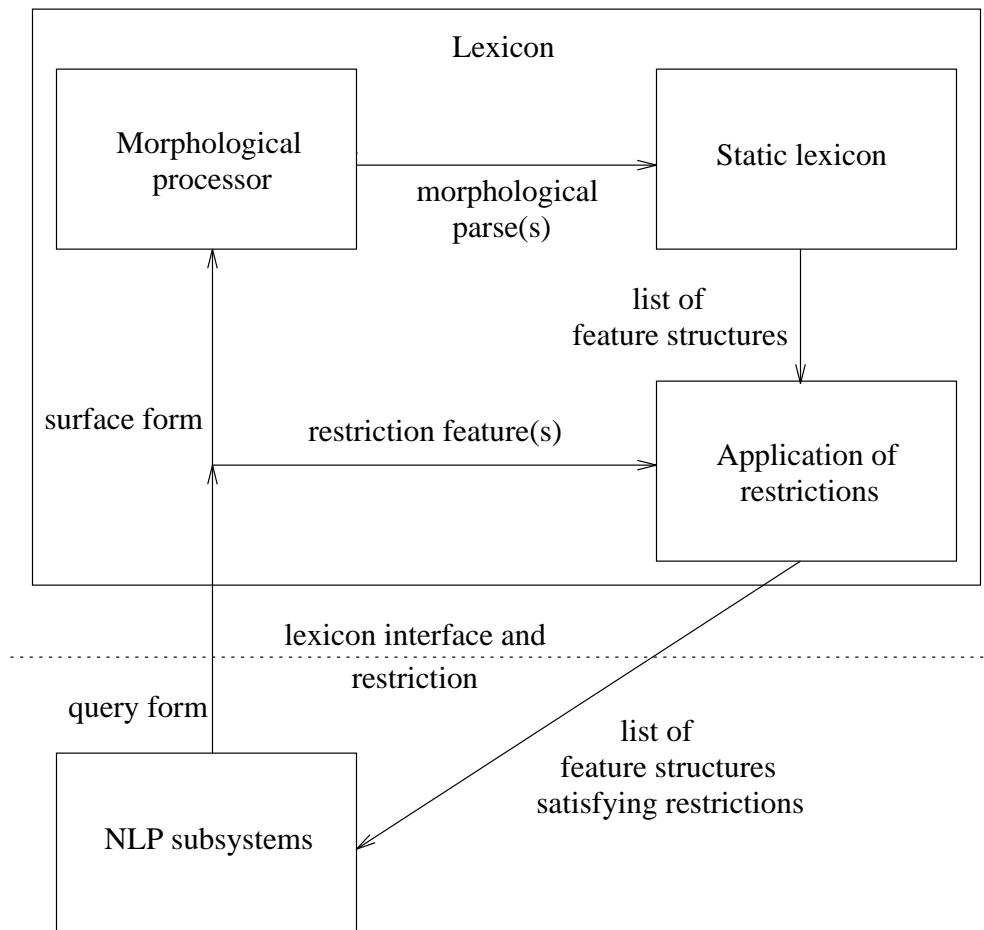 Lexicon
Morphological
processor
Static lexicon
morphological
parse(s)
list of
feature structures
surface form
restriction feature(s)
Application of
restrictions
lexicon interface and
restriction
query form
list of
feature structures
satisfying restrictions
NLP subsystems